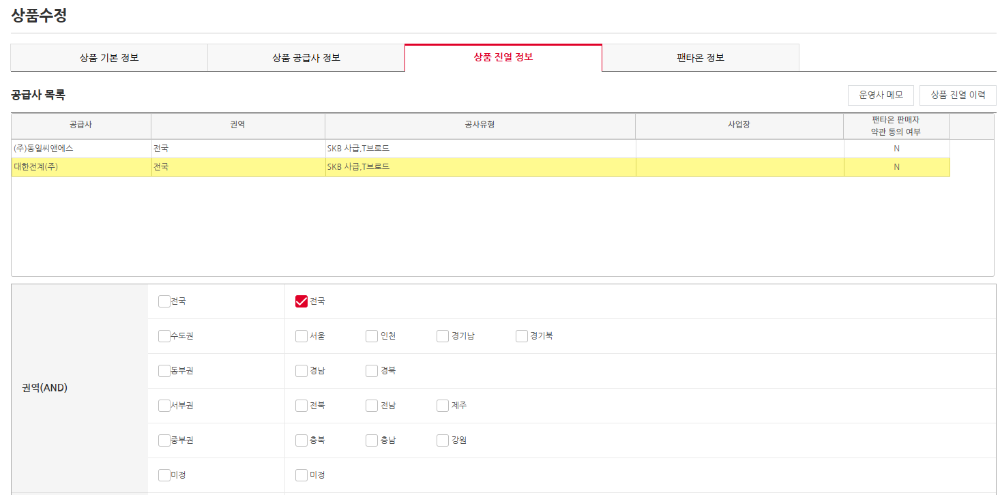 상품수정
상품 기본 정보 상품 공급사 정보 상품 진열 정보 팬타온 정보
공급사 목록 운영사 메모 상품 진열 이력
공급사 권역 공사유형 사업장 팬타온 판매자
약관 동의 여부
(주)동일씨앤에스 전국 SKB 사급,T브로드 N
대한전계(주) 전국 SKB 사급,T브로드 N
권역(AND)
전국 전국
수도권 서울 인천 경기남 경기북
동부권 경남 경북
서부권 전북 전남 제주
중부권 충북 충남 강원
미정 미정